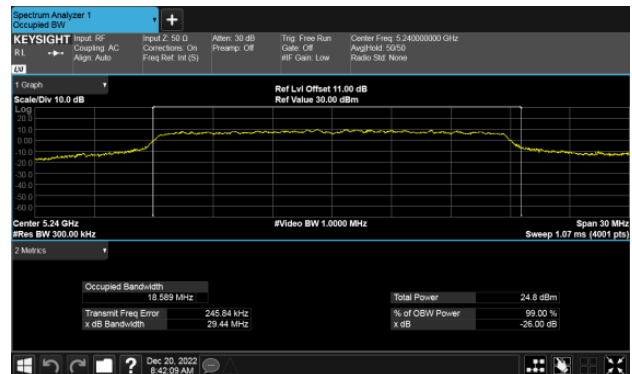 Spectrum Analyzer 1
Occupied BW
+
KEYSIGHT Input: RF Input Z: 50 Ω Atten: 30 dB Trig: Free Run Center Freq: 5.240000000 GHz
RL Coupling: AC Corrections: On Preamp: Off Gate: Off Avg|Hold: 50/50
Align: Auto Freq Ref: Int (S) #IF Gain: Low Radio Std: None
LXI
1 Graph Ref Lvl Offset 11.00 dB
Scale/Div 10.0 dB Ref Value 30.00 dBm
Log
20.0
10.0
0.00
-10.0
-20.0
-30.0
-40.0
-50.0
-60.0
Center 5.24 GHz #Video BW 1.0000 MHz Span 30 MHz
#Res BW 300.00 kHz Sweep 1.07 ms (4001 pts)
2 Metrics
Occupied Bandwidth
18.589 MHz Total Power 24.8 dBm
Transmit Freq Error 245.84 kHz % of OBW Power 99.00 %
x dB Bandwidth 29.44 MHz x dB -26.00 dB
? Dec 20, 2022
8:42:09 AM